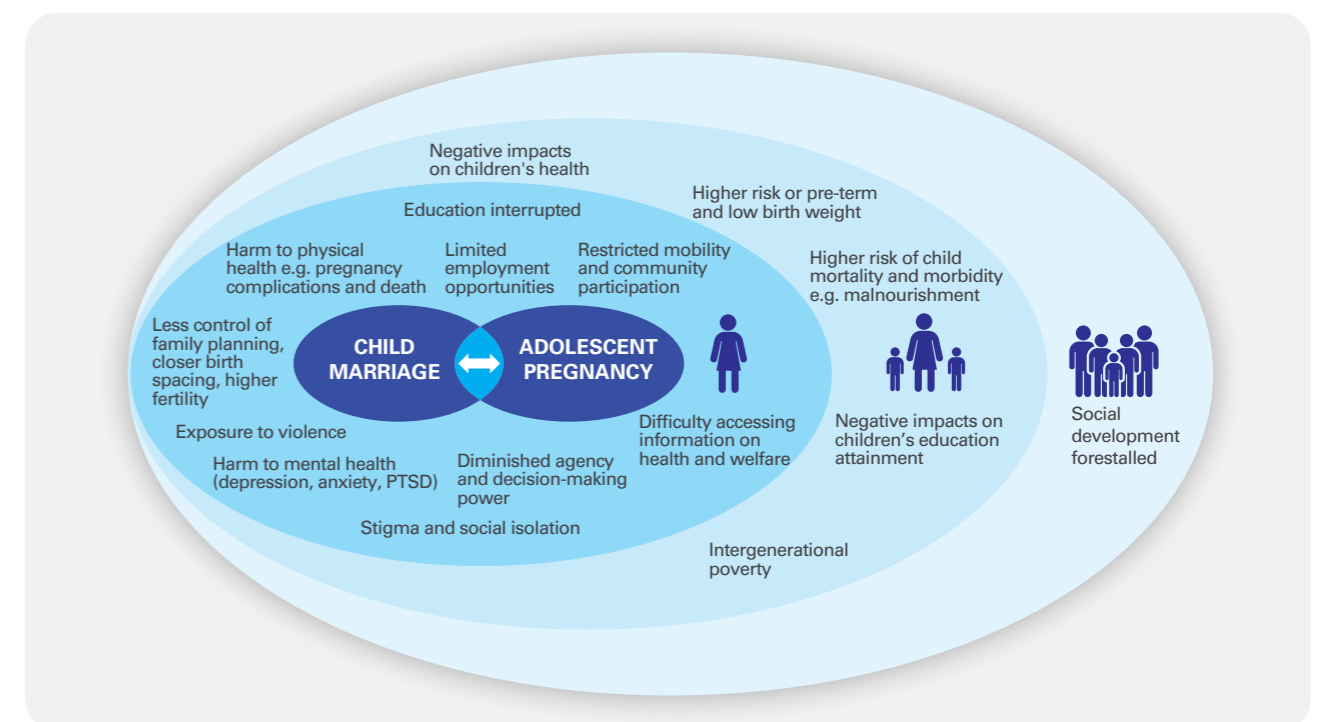 Negative impacts
on children's health
Higher risk or pre-term
and low birth weight
Education interrupted
Harm to physical
health e.g. pregnancy
complications and death
Limited
employment
opportunities
Restricted mobility
and community
participation
Higher risk of child
mortality and morbidity
e.g. malnourishment
Less control of
family planning,
closer birth
spacing, higher
fertility
CHILD
MARRIAGE
ADOLESCENT
PREGNANCY
Exposure to violence
Difficulty accessing
information on
health and welfare
Negative impacts on
children’s education
attainment
Social
development
forestalled
Harm to mental health
(depression, anxiety, PTSD)
Diminished agency
and decision-making
power
Stigma and social isolation
Intergenerational
poverty